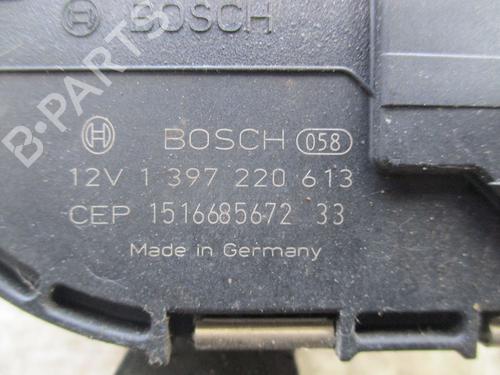 BOSCH
B-PARTS
BOSCH 058
12V 1 397 220 613
CEP 1516685672 33
Made in Germany